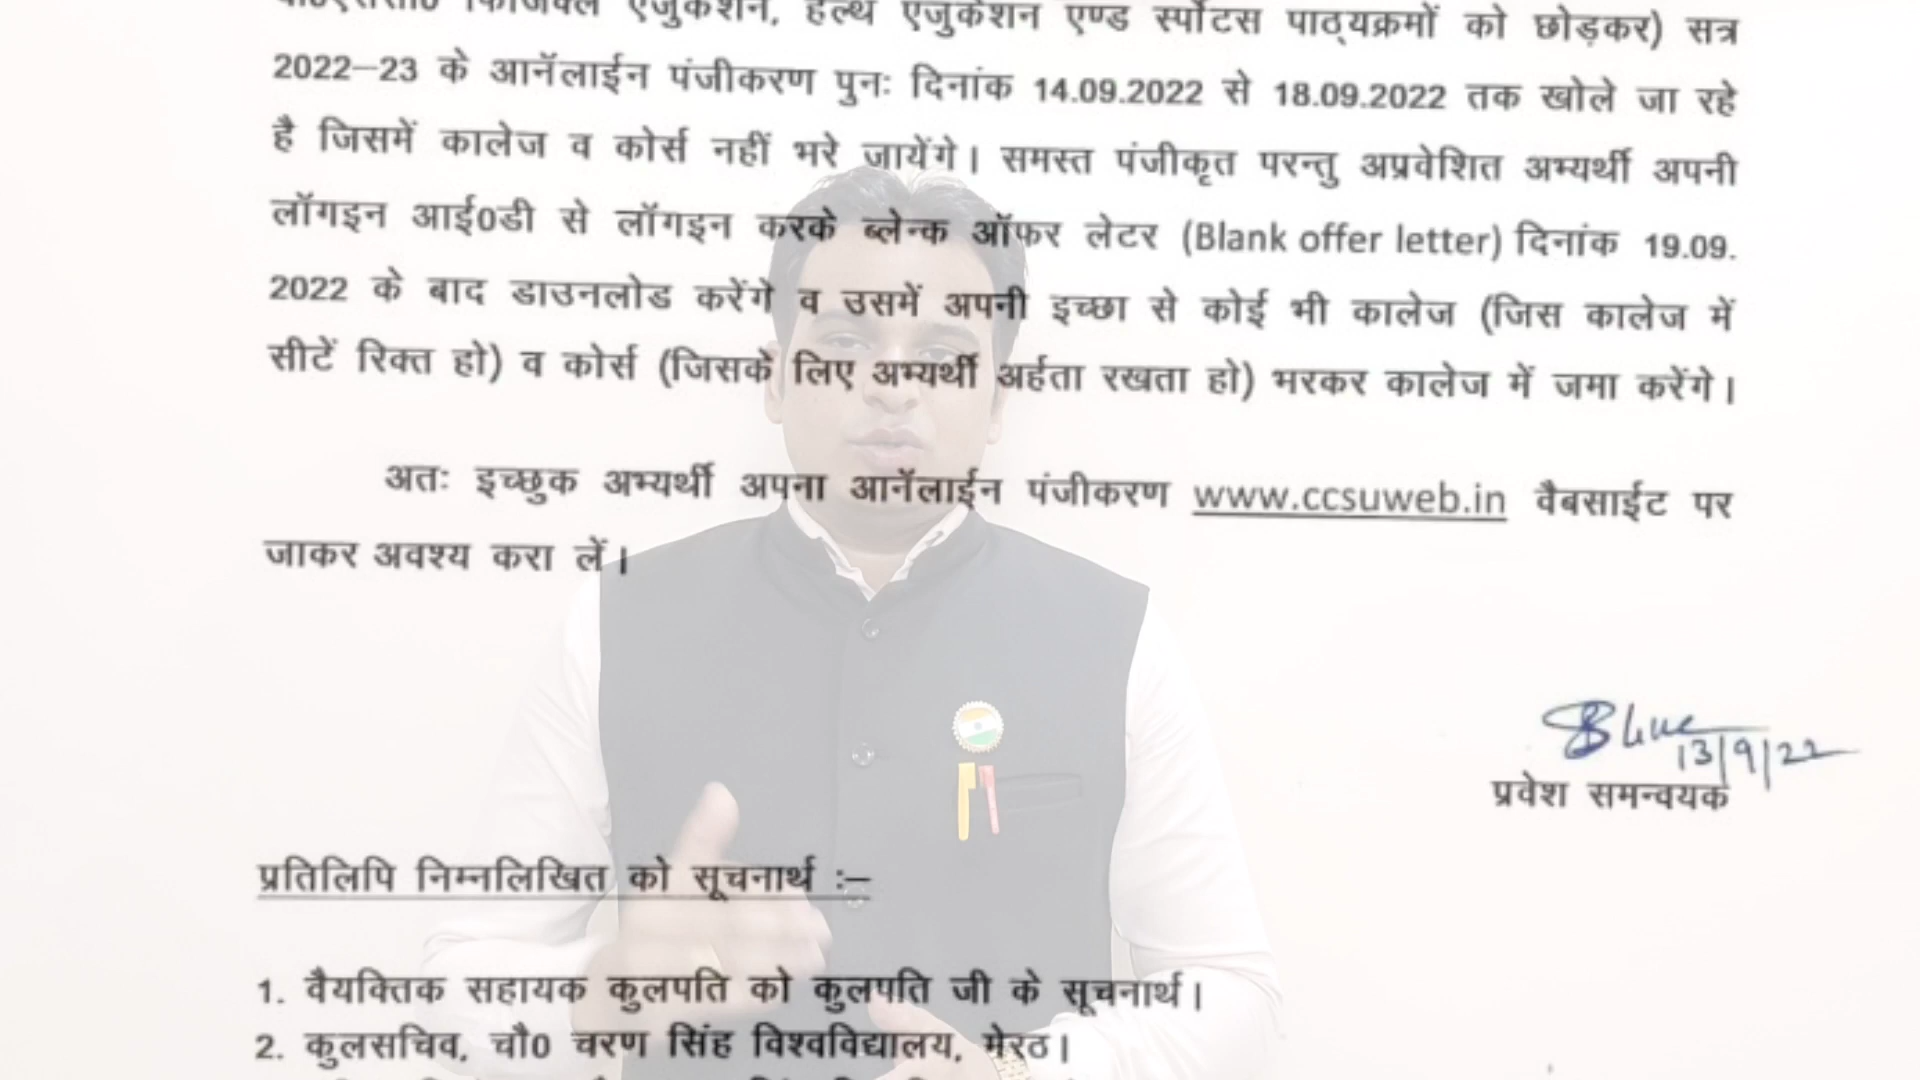 फिजिकल एजुकेशन, हेल्थ एजुकेशन एण्ड स्पोर्टस पाठ्यक्रमों को छोड़कर) सत्र
2022–23 के आनॅलाईन पंजीकरण पुनः दिनांक 14.09.2022 से 18.09.2022 तक खोले जा रहे
है जिसमें कालेज व कोर्स नहीं भरे जायेंगे। समस्त पंजीकृत परन्तु अप्रवेशित अभ्यर्थी अपनी
लॉगइन आई0डी से लॉगइन करके ब्लेन्क ऑफर लेटर (Blank offer letter) दिनांक 19.09.
2022 के बाद डाउनलोड करेंगे व उसमें अपनी इच्छा से कोई भी कालेज (जिस कालेज में
सीटें रिक्त हो) व कोर्स (जिसके लिए अभ्यर्थी अर्हता रखता हो) भरकर कालेज में जमा करेंगे।
अतः इच्छुक अभ्यर्थी अपना आनॅलाईन पंजीकरण www.ccsuweb.in वैबसाईट पर
जाकर अवश्य करा लें।
13/9/22
प्रवेश समन्वयक
प्रतिलिपि निम्नलिखित को सूचनार्थ :–
1. वैयक्तिक सहायक कुलपति को कुलपति जी के सूचनार्थ।
2. कुलसचिव, चौ0 चरण सिंह विश्वविद्यालय, मेरठ।